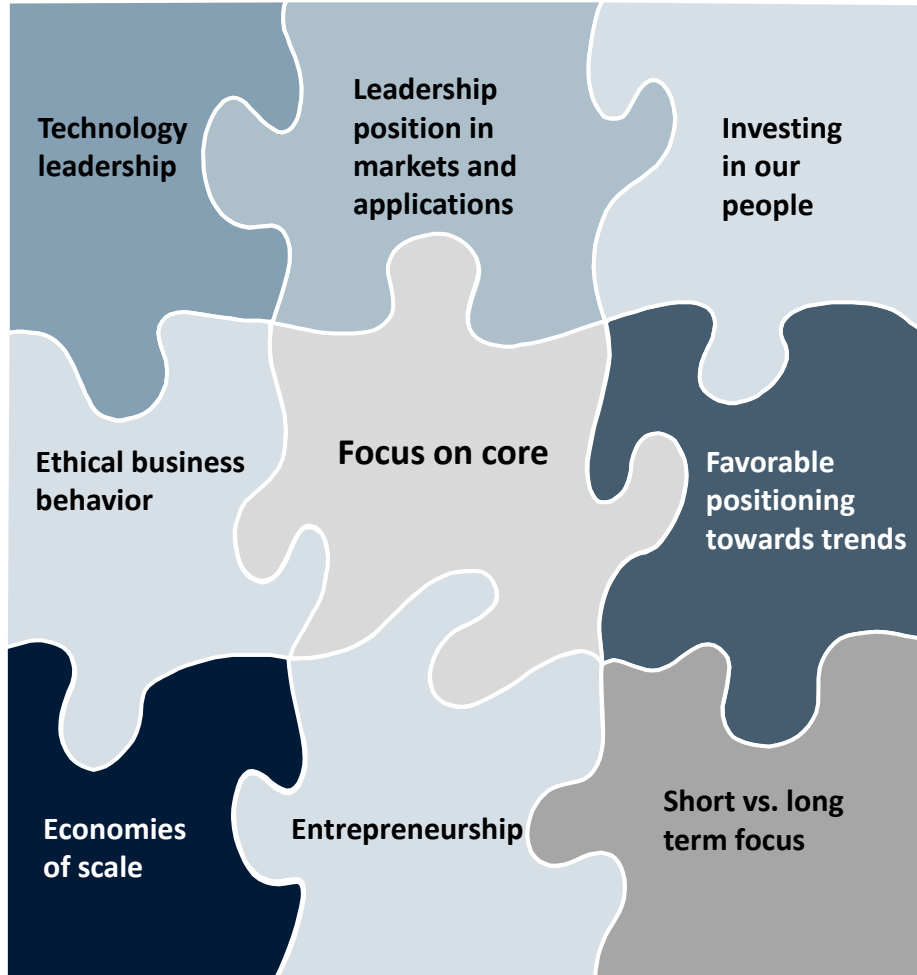 Technology
leadership
Leadership
position in
markets and
applications
Investing
in our
people
Ethical business
behavior
Focus on core
Favorable
positioning
towards trends
Economies
of scale
Entrepreneurship
Short vs. long
term focus